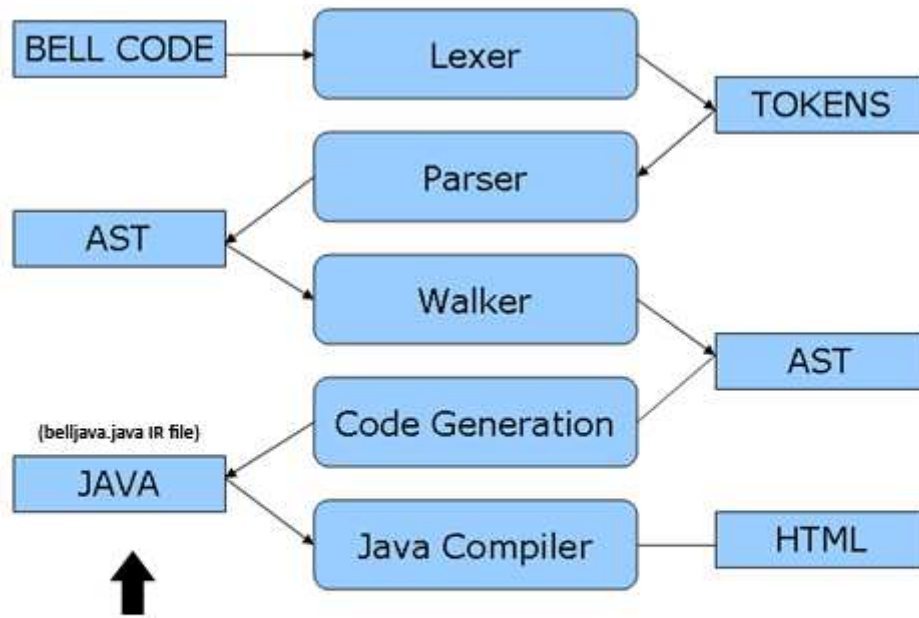 BELL CODE
Lexer
TOKENS
Parser
AST
Walker
AST
Code Generation
(belljava.java IR file)
JAVA
Java Compiler
HTML